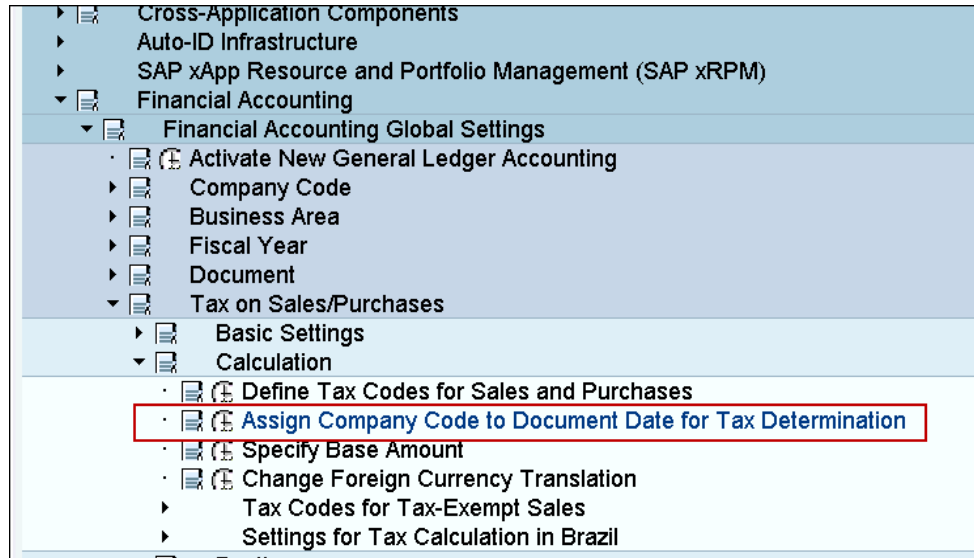 Cross-Application Components
Auto-ID Infrastructure
SAP xApp Resource and Portfolio Management (SAP xRPM)
Financial Accounting
Financial Accounting Global Settings
Activate New General Ledger Accounting
Company Code
Business Area
Fiscal Year
Document
Tax on Sales/Purchases
Basic Settings
Calculation
Define Tax Codes for Sales and Purchases
Assign Company Code to Document Date for Tax Determination
Specify Base Amount
Change Foreign Currency Translation
Tax Codes for Tax-Exempt Sales
Settings for Tax Calculation in Brazil